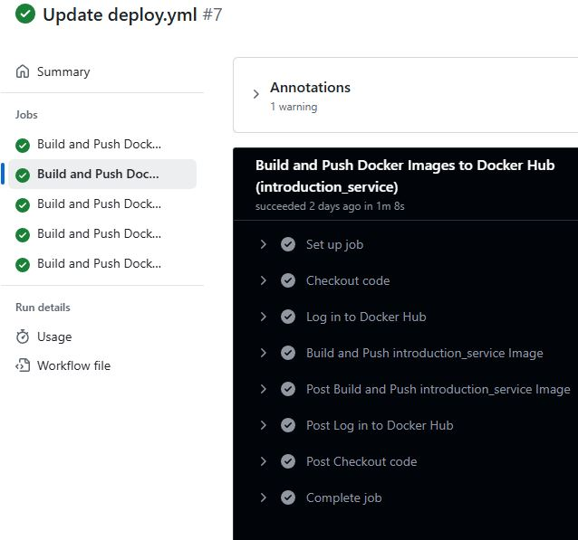 Update deploy.yml #7
Summary
Jobs
Build and Push Dock...
Build and Push Doc...
Build and Push Dock...
Build and Push Dock...
Build and Push Dock...
Run details
Usage
Workflow file
Annotations
1 warning
Build and Push Docker Images to Docker Hub
(introduction_service)
succeeded 2 days ago in 1m 8s
Set up job
Checkout code
Log in to Docker Hub
Build and Push introduction_service Image
Post Build and Push introduction_service Image
Post Log in to Docker Hub
Post Checkout code
Complete job